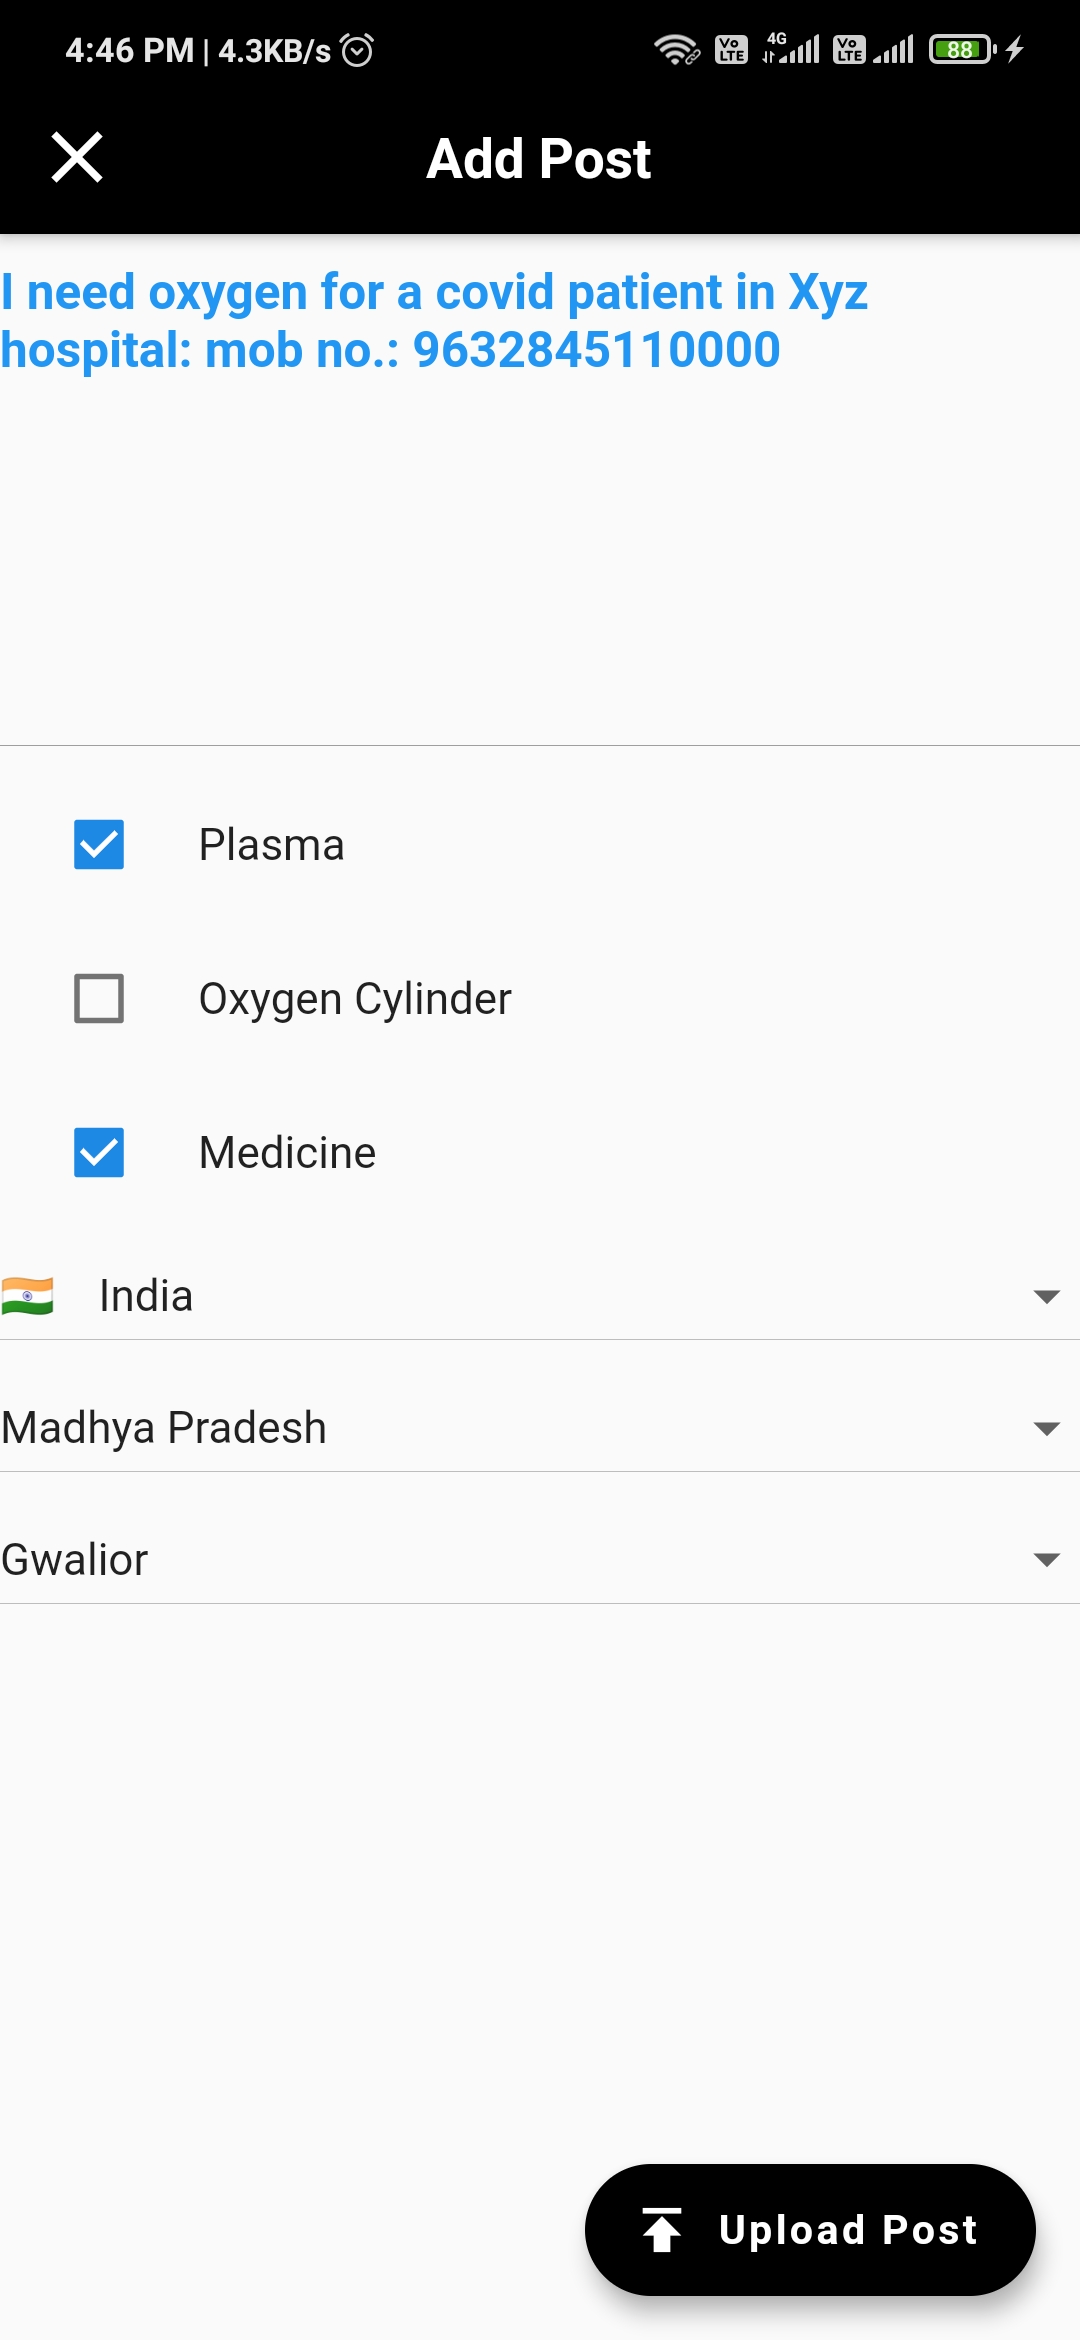 4:46 PM | 4.3KB/s Vo LTE 4G Vo LTE 88
Add Post
I need oxygen for a covid patient in Xyz
hospital: mob no.: 9632845110000
Plasma
Oxygen Cylinder
Medicine
India
Madhya Pradesh
Gwalior
Upload Post